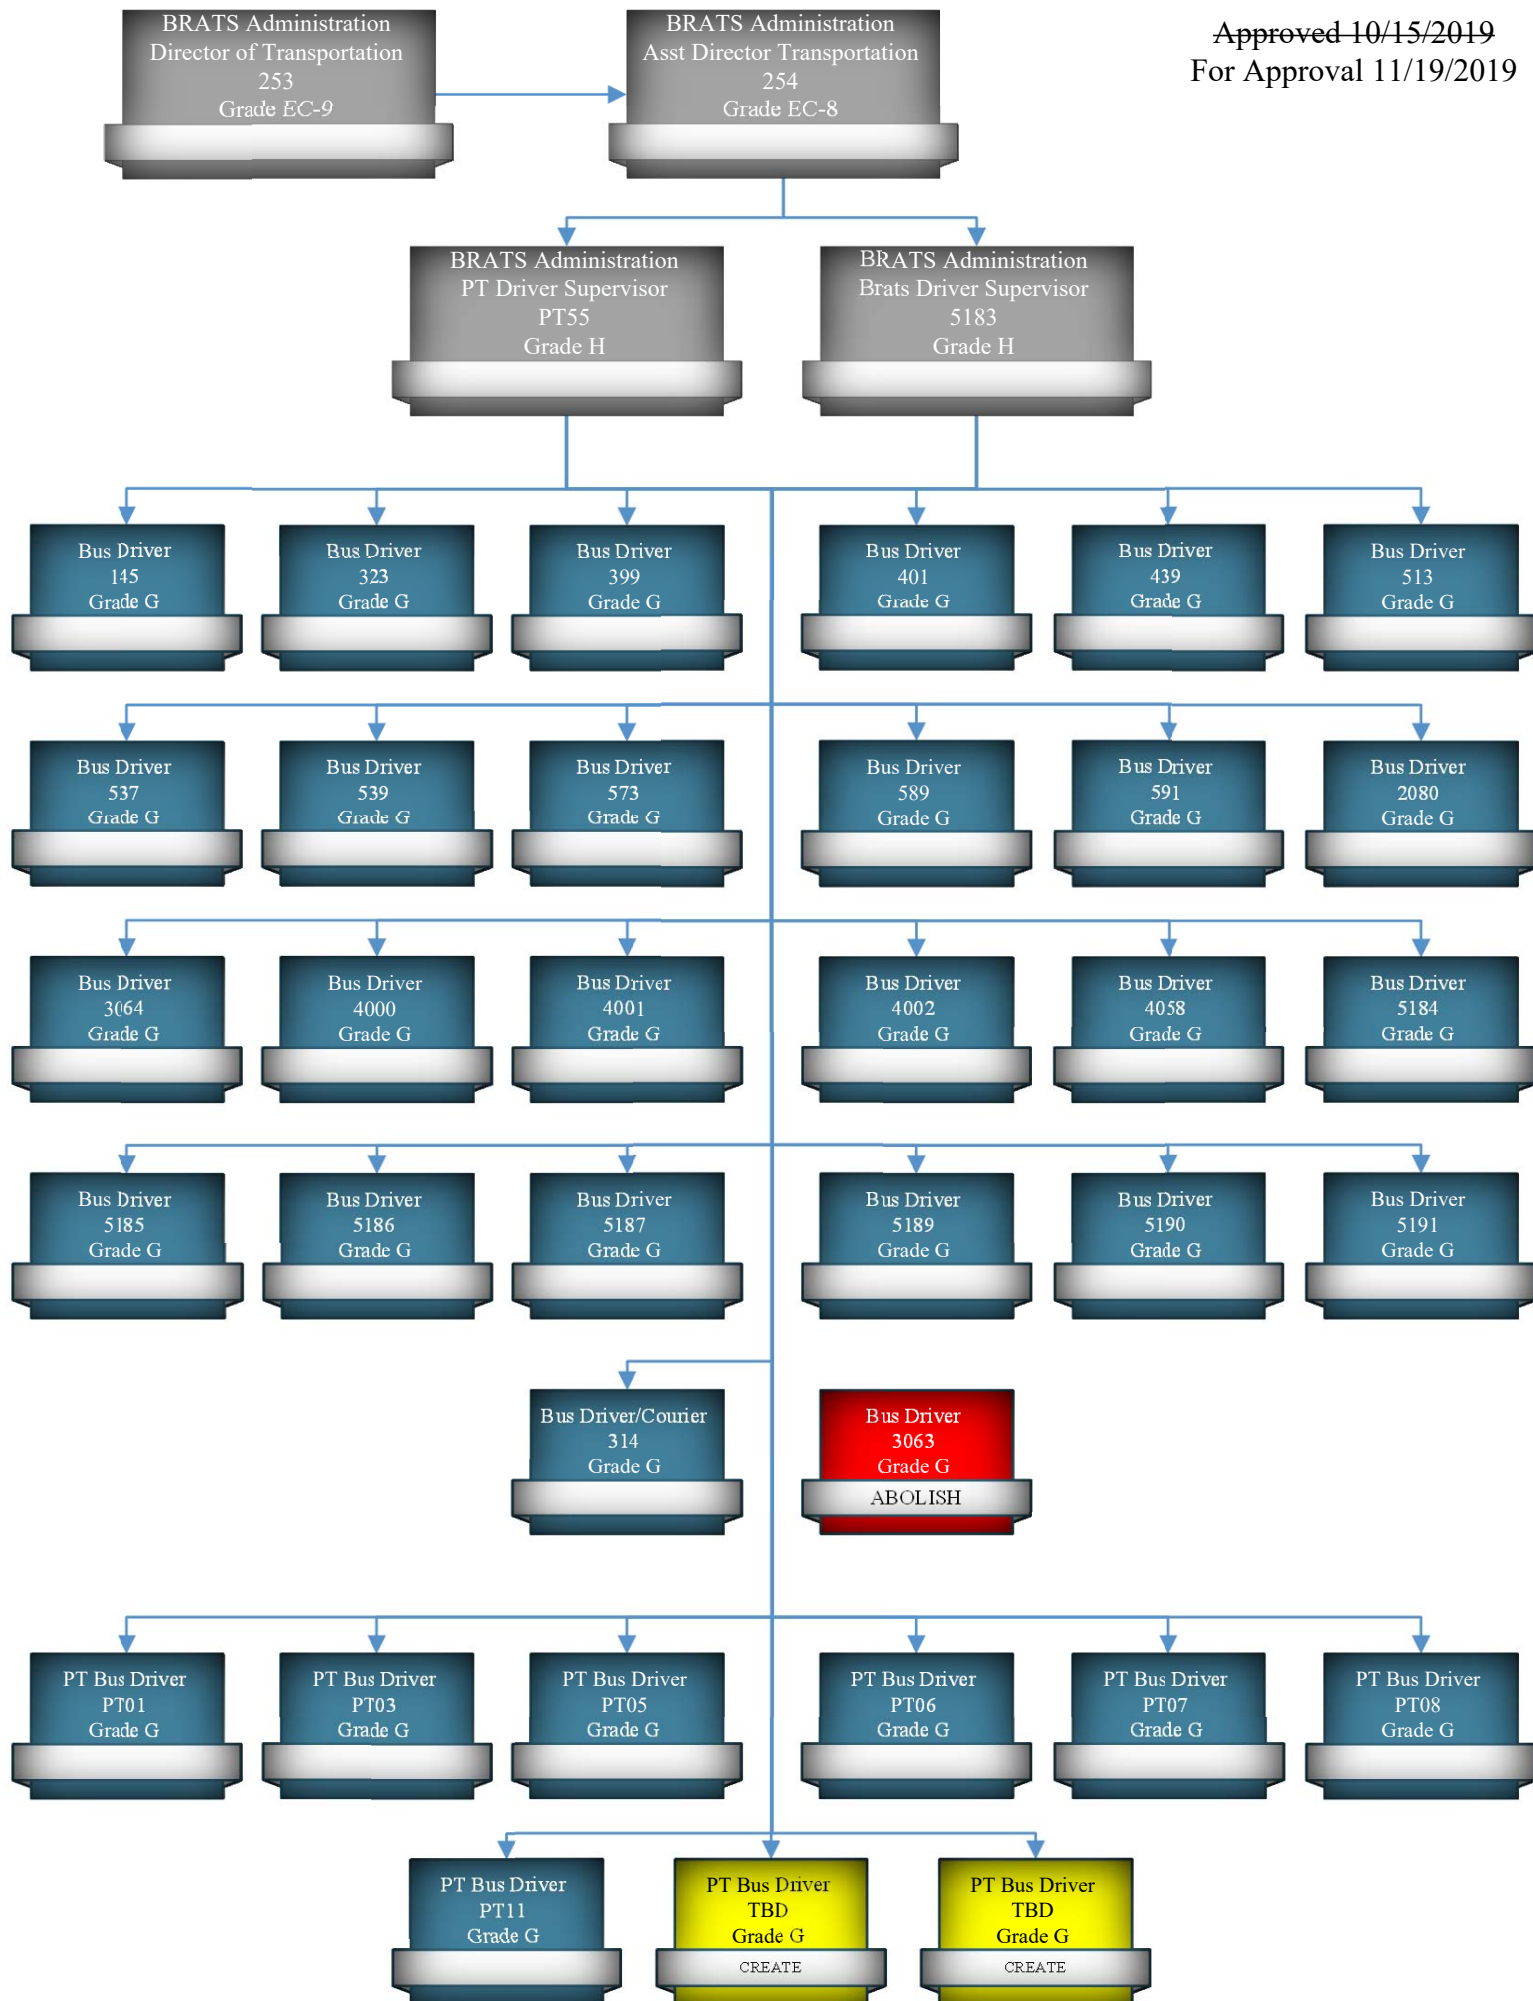 BRATS Administration
Director of Transportation
253
Grade EC-9
BRATS Administration
Asst Director Transportation
254
Grade EC-8
Approved 10/15/2019
For Approval 11/19/2019
BRATS Administration
PT Driver Supervisor
PT55
Grade H
BRATS Administration
Brats Driver Supervisor
5183
Grade H
Bus Driver
145
Grade G
Bus Driver
323
Grade G
Bus Driver
399
Grade G
Bus Driver
401
Grade G
Bus Driver
439
Grade G
Bus Driver
513
Grade G
Bus Driver
537
Grade G
Bus Driver
539
Grade G
Bus Driver
573
Grade G
Bus Driver
589
Grade G
Bus Driver
591
Grade G
Bus Driver
2080
Grade G
Bus Driver
3064
Grade G
Bus Driver
4000
Grade G
Bus Driver
4001
Grade G
Bus Driver
4002
Grade G
Bus Driver
4058
Grade G
Bus Driver
5184
Grade G
Bus Driver
5185
Grade G
Bus Driver
5186
Grade G
Bus Driver
5187
Grade G
Bus Driver
5189
Grade G
Bus Driver
5190
Grade G
Bus Driver
5191
Grade G
Bus Driver/Courier
314
Grade G
Bus Driver
3063
Grade G
ABOLISH
PT Bus Driver
PT01
Grade G
PT Bus Driver
PT03
Grade G
PT Bus Driver
PT05
Grade G
PT Bus Driver
PT06
Grade G
PT Bus Driver
PT07
Grade G
PT Bus Driver
PT08
Grade G
PT Bus Driver
PT11
Grade G
PT Bus Driver
TBD
Grade G
CREATE
PT Bus Driver
TBD
Grade G
CREATE